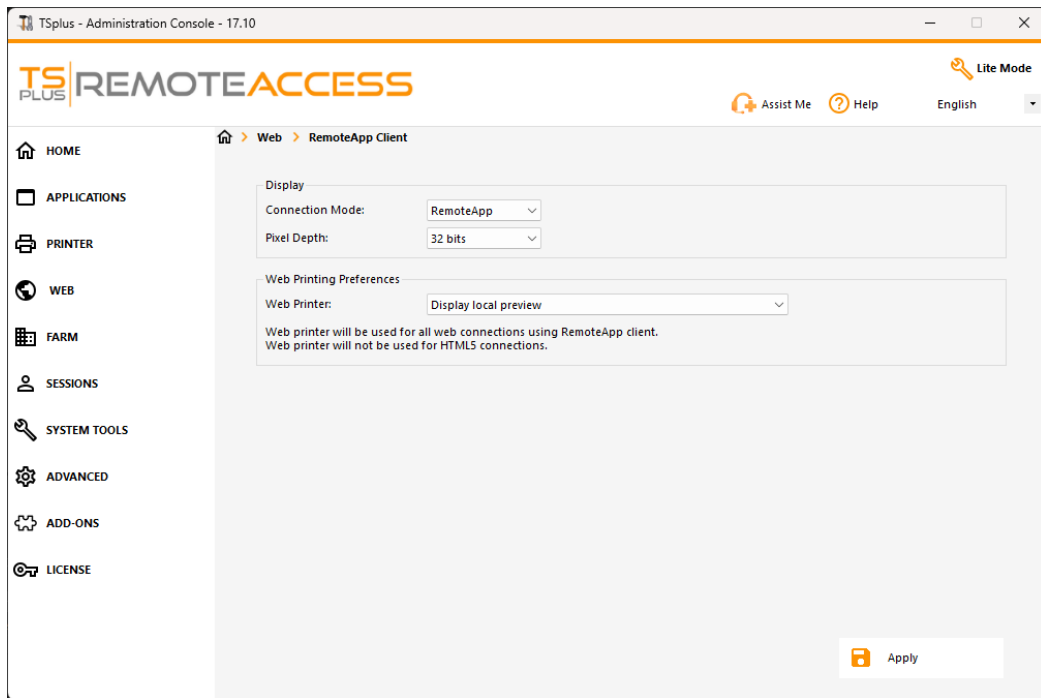 TSplus - Administration Console - 17.10
TS PLUS REMOTEACCESS
Lite Mode
Assist Me
Help
English
HOME
APPLICATIONS
PRINTER
WEB
FARM
SESSIONS
SYSTEM TOOLS
ADVANCED
ADD-ONS
LICENSE
Web > RemoteApp Client
Display
Connection Mode: RemoteApp
Pixel Depth: 32 bits
Web Printing Preferences
Web Printer: Display local preview
Web printer will be used for all web connections using RemoteApp client.
Web printer will not be used for HTML5 connections.
Apply